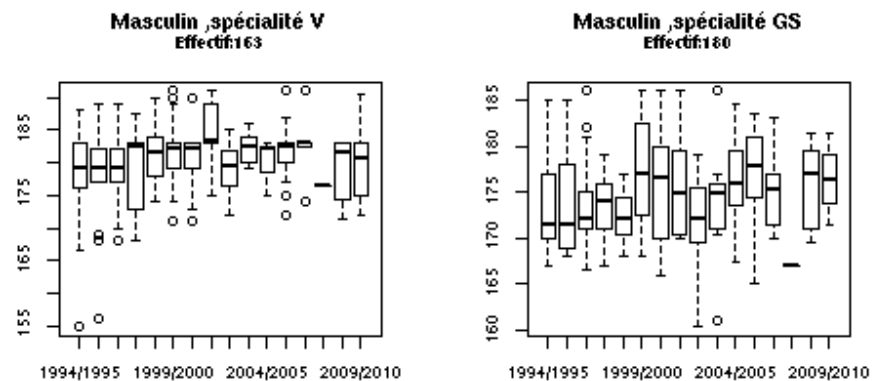 Masculin ,spécialité V
Effectif:163
185
175
165
155
1994/1995 1999/2000 2004/2005 2009/2010
Masculin ,spécialité GS
Effectif:180
185
180
175
170
165
160
1994/1995 1999/2000 2004/2005 2009/2010